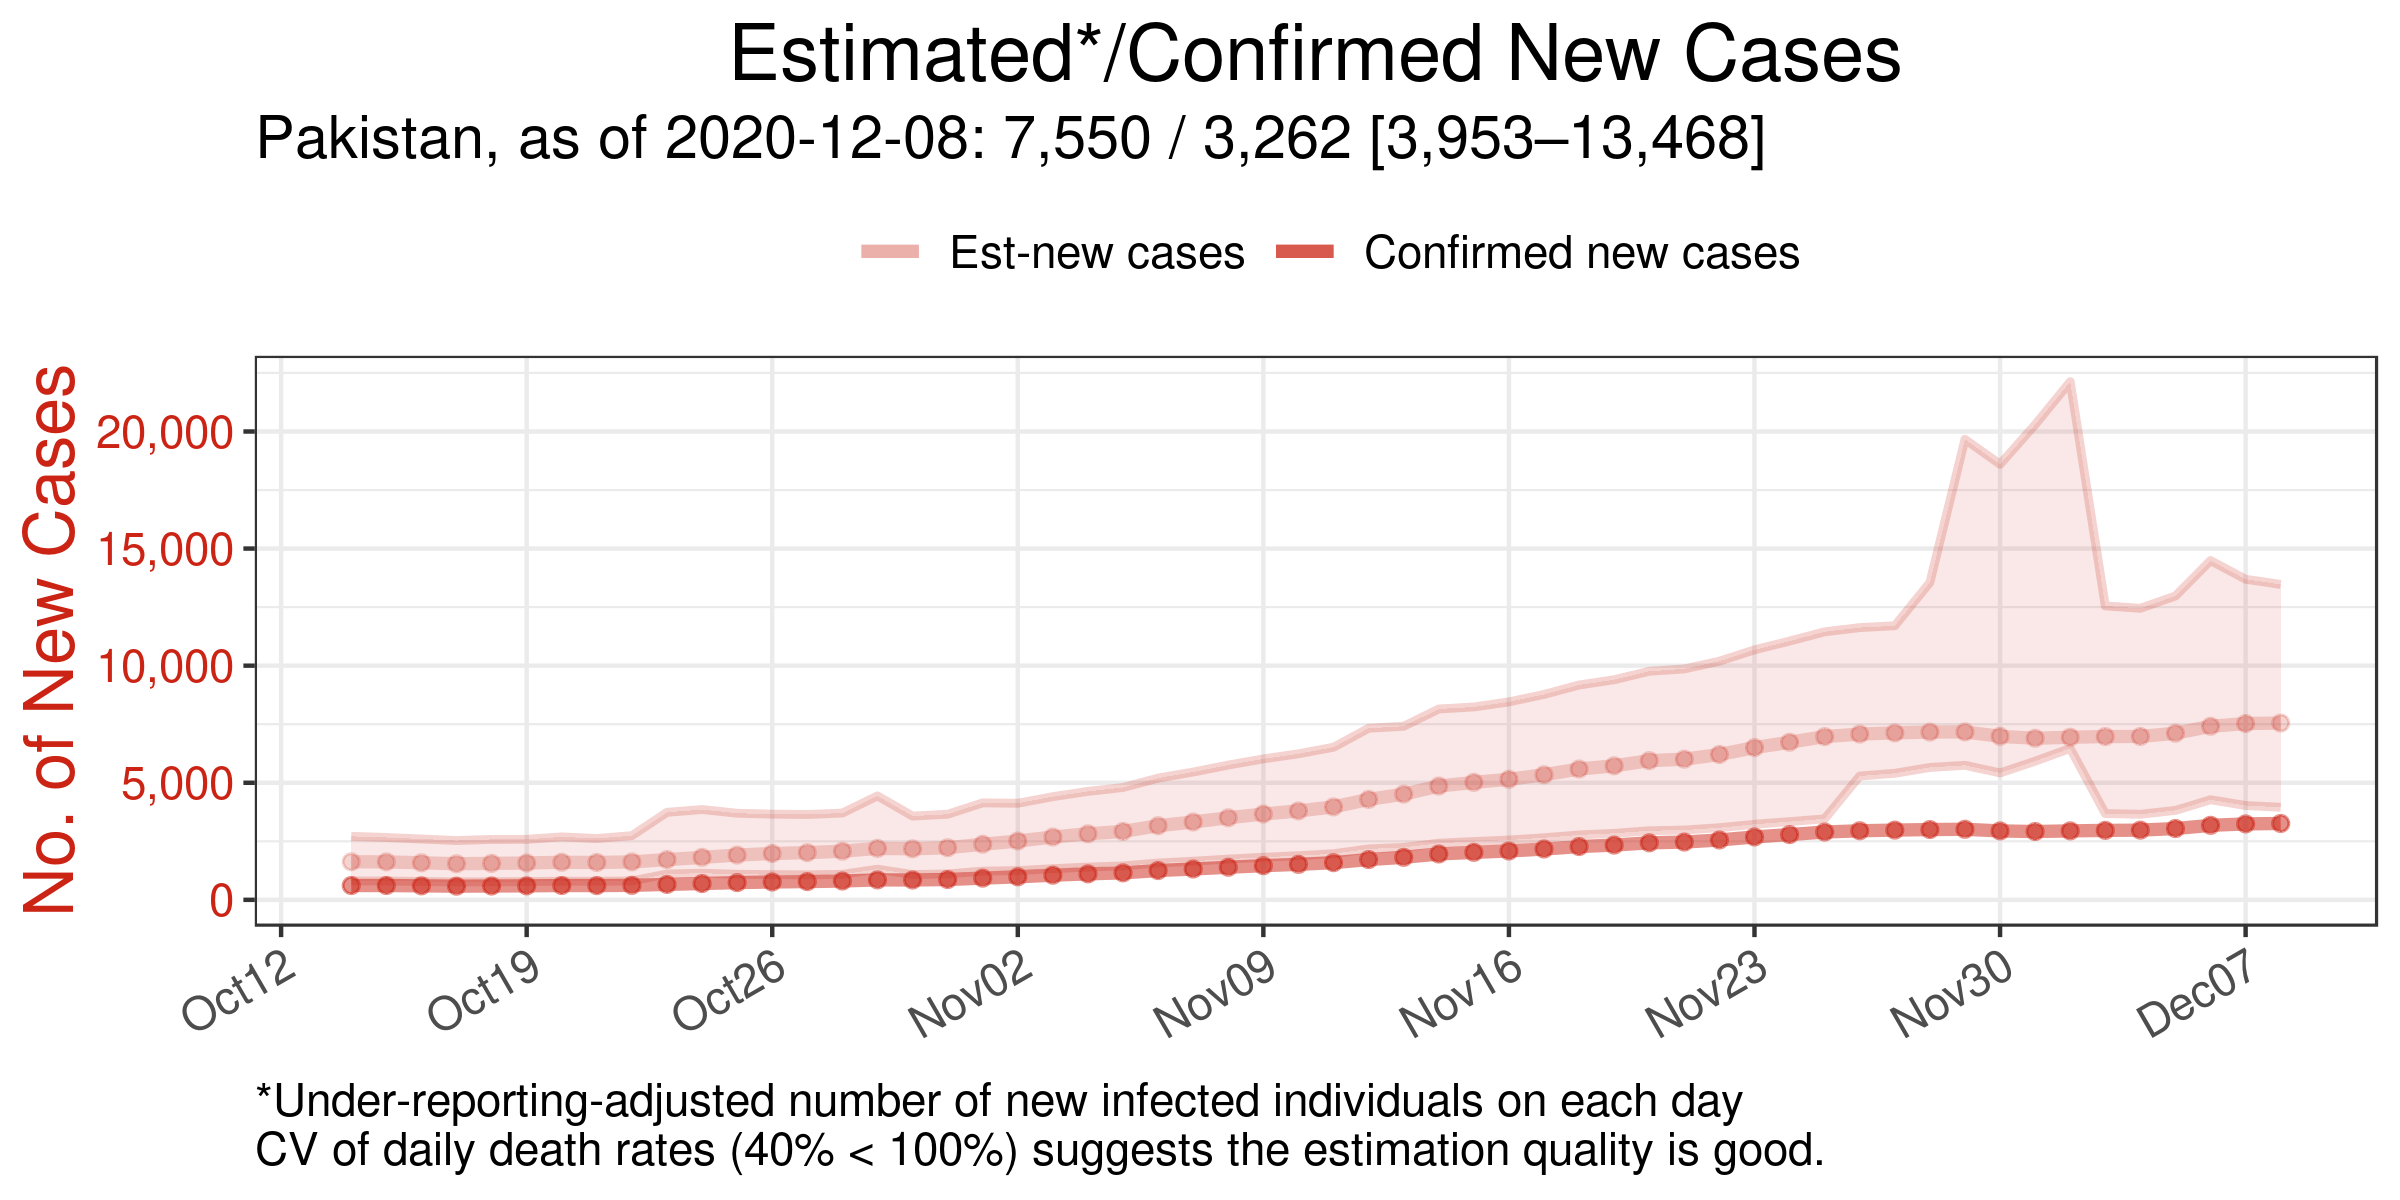 Estimated*/Confirmed New Cases
Pakistan, as of 2020-12-08: 7,550 / 3,262 [3,953–13,468]
Est-new cases
Confirmed new cases
No. of New Cases
20,000
15,000
10,000
5,000
0
Oct12
Oct19
Oct26
Nov02
Nov09
Nov16
Nov23
Nov30
Dec07
*Under-reporting-adjusted number of new infected individuals on each day
CV of daily death rates (40% < 100%) suggests the estimation quality is good.